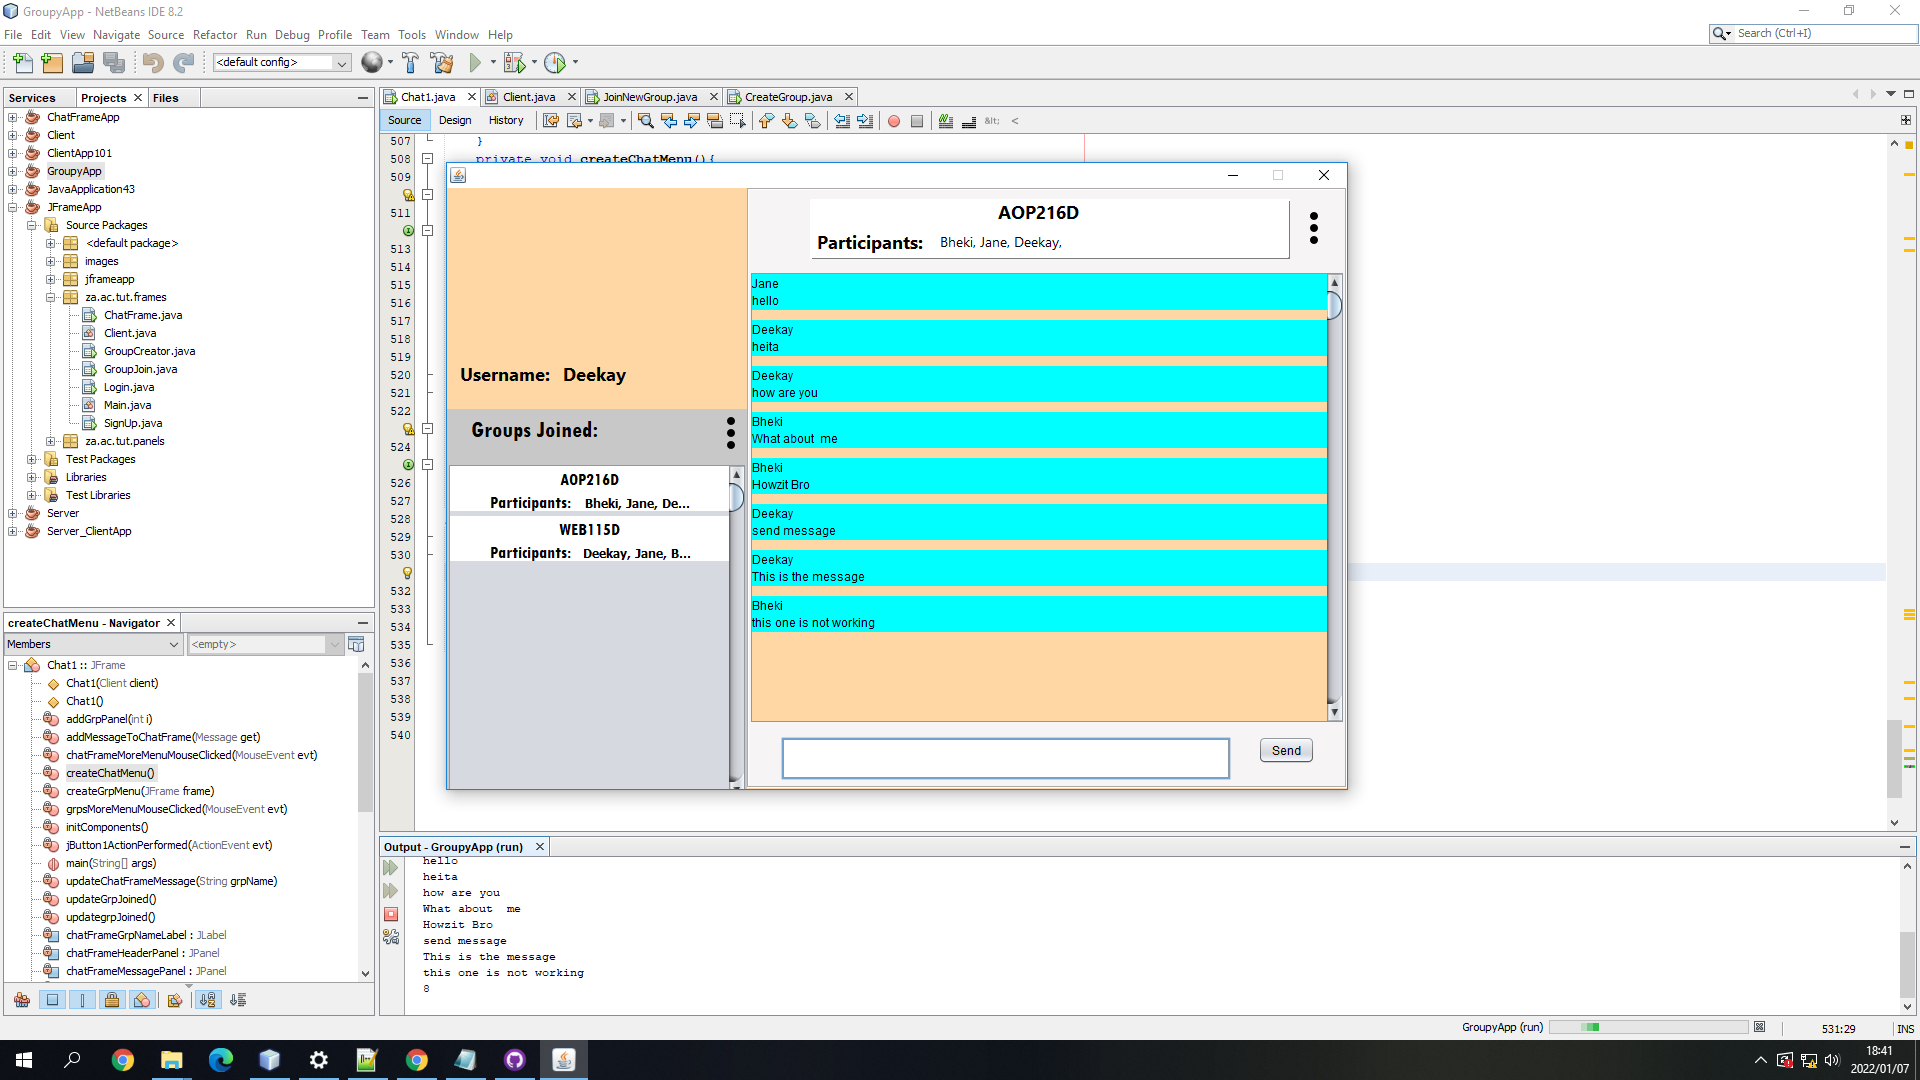 GroupyApp - NetBeans IDE 8.2
File Edit View Navigate Source Refactor Run Debug Profile Team Tools Window Help
Search (Ctrl+I)
<default config>
Services Projects Files
Chat1.java Client.java JoinNewGroup.java CreateGroup.java
Source Design History
&lt; <
ChatFrameApp
Client
ClientApp101
GroupyApp
JavaApplication43
JFrameApp
Source Packages
<default package>
images
jframeapp
za.ac.tut.frames
ChatFrame.java
Client.java
GroupCreator.java
GroupJoin.java
Login.java
Main.java
SignUp.java
za.ac.tut.panels
Test Packages
Libraries
Test Libraries
Server
Server_ClientApp
507 }
508 private void createChatMenu(){
509
511
513
514
515
516
517
518
519
520
521
522
524
526
527
528
529
530
532
533
534
535
536
537
538
539
540
Username: Deekay
Groups Joined:
AOP216D
Participants: Bheki, Jane, De...
WEB115D
Participants: Deekay, Jane, B...
AOP216D
Participants: Bheki, Jane, Deekay,
Jane
hello
Deekay
heita
Deekay
how are you
Bheki
What about  me
Bheki
Howzit Bro
Deekay
send message
Deekay
This is the message
Bheki
this one is not working
Send
createChatMenu - Navigator
Members <empty>
Chat1 :: JFrame
Chat1(Client client)
Chat1()
addGrpPanel(int i)
addMessageToChatFrame(Message get)
chatFrameMoreMenuMouseClicked(MouseEvent evt)
createChatMenu()
createGrpMenu(JFrame frame)
grpsMoreMenuMouseClicked(MouseEvent evt)
initComponents()
jButton1ActionPerformed(ActionEvent evt)
main(String[] args)
updateChatFrameMessage(String grpName)
updateGrpJoined()
updategrpJoined()
chatFrameGrpNameLabel : JLabel
chatFrameHeaderPanel : JPanel
chatFrameMessagePanel : JPanel
Output - GroupyApp (run)
hello
heita
how are you
What about  me
Howzit Bro
send message
This is the message
this one is not working
8
GroupyApp (run)
531:29 INS
18:41
2022/01/07